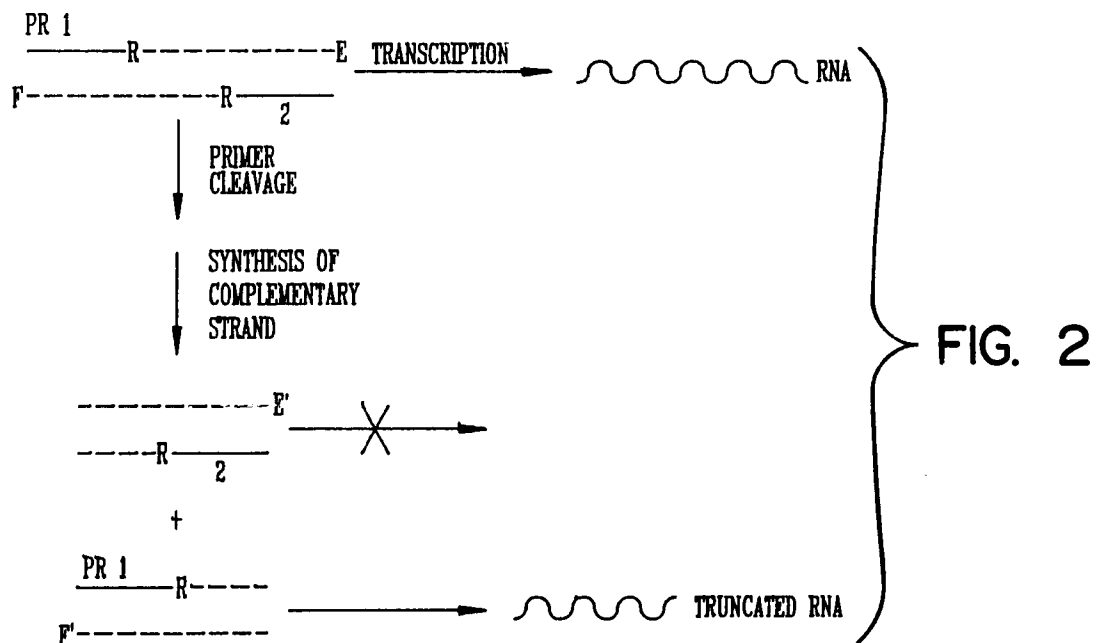 PR 1
R E TRANSCRIPTION RNA
F R 2
PRIMER
CLEAVAGE
SYNTHESIS OF
COMPLEMENTARY
STRAND
FIG. 2
E'
R 2
+
PR 1
R
TRUNCATED RNA
F'